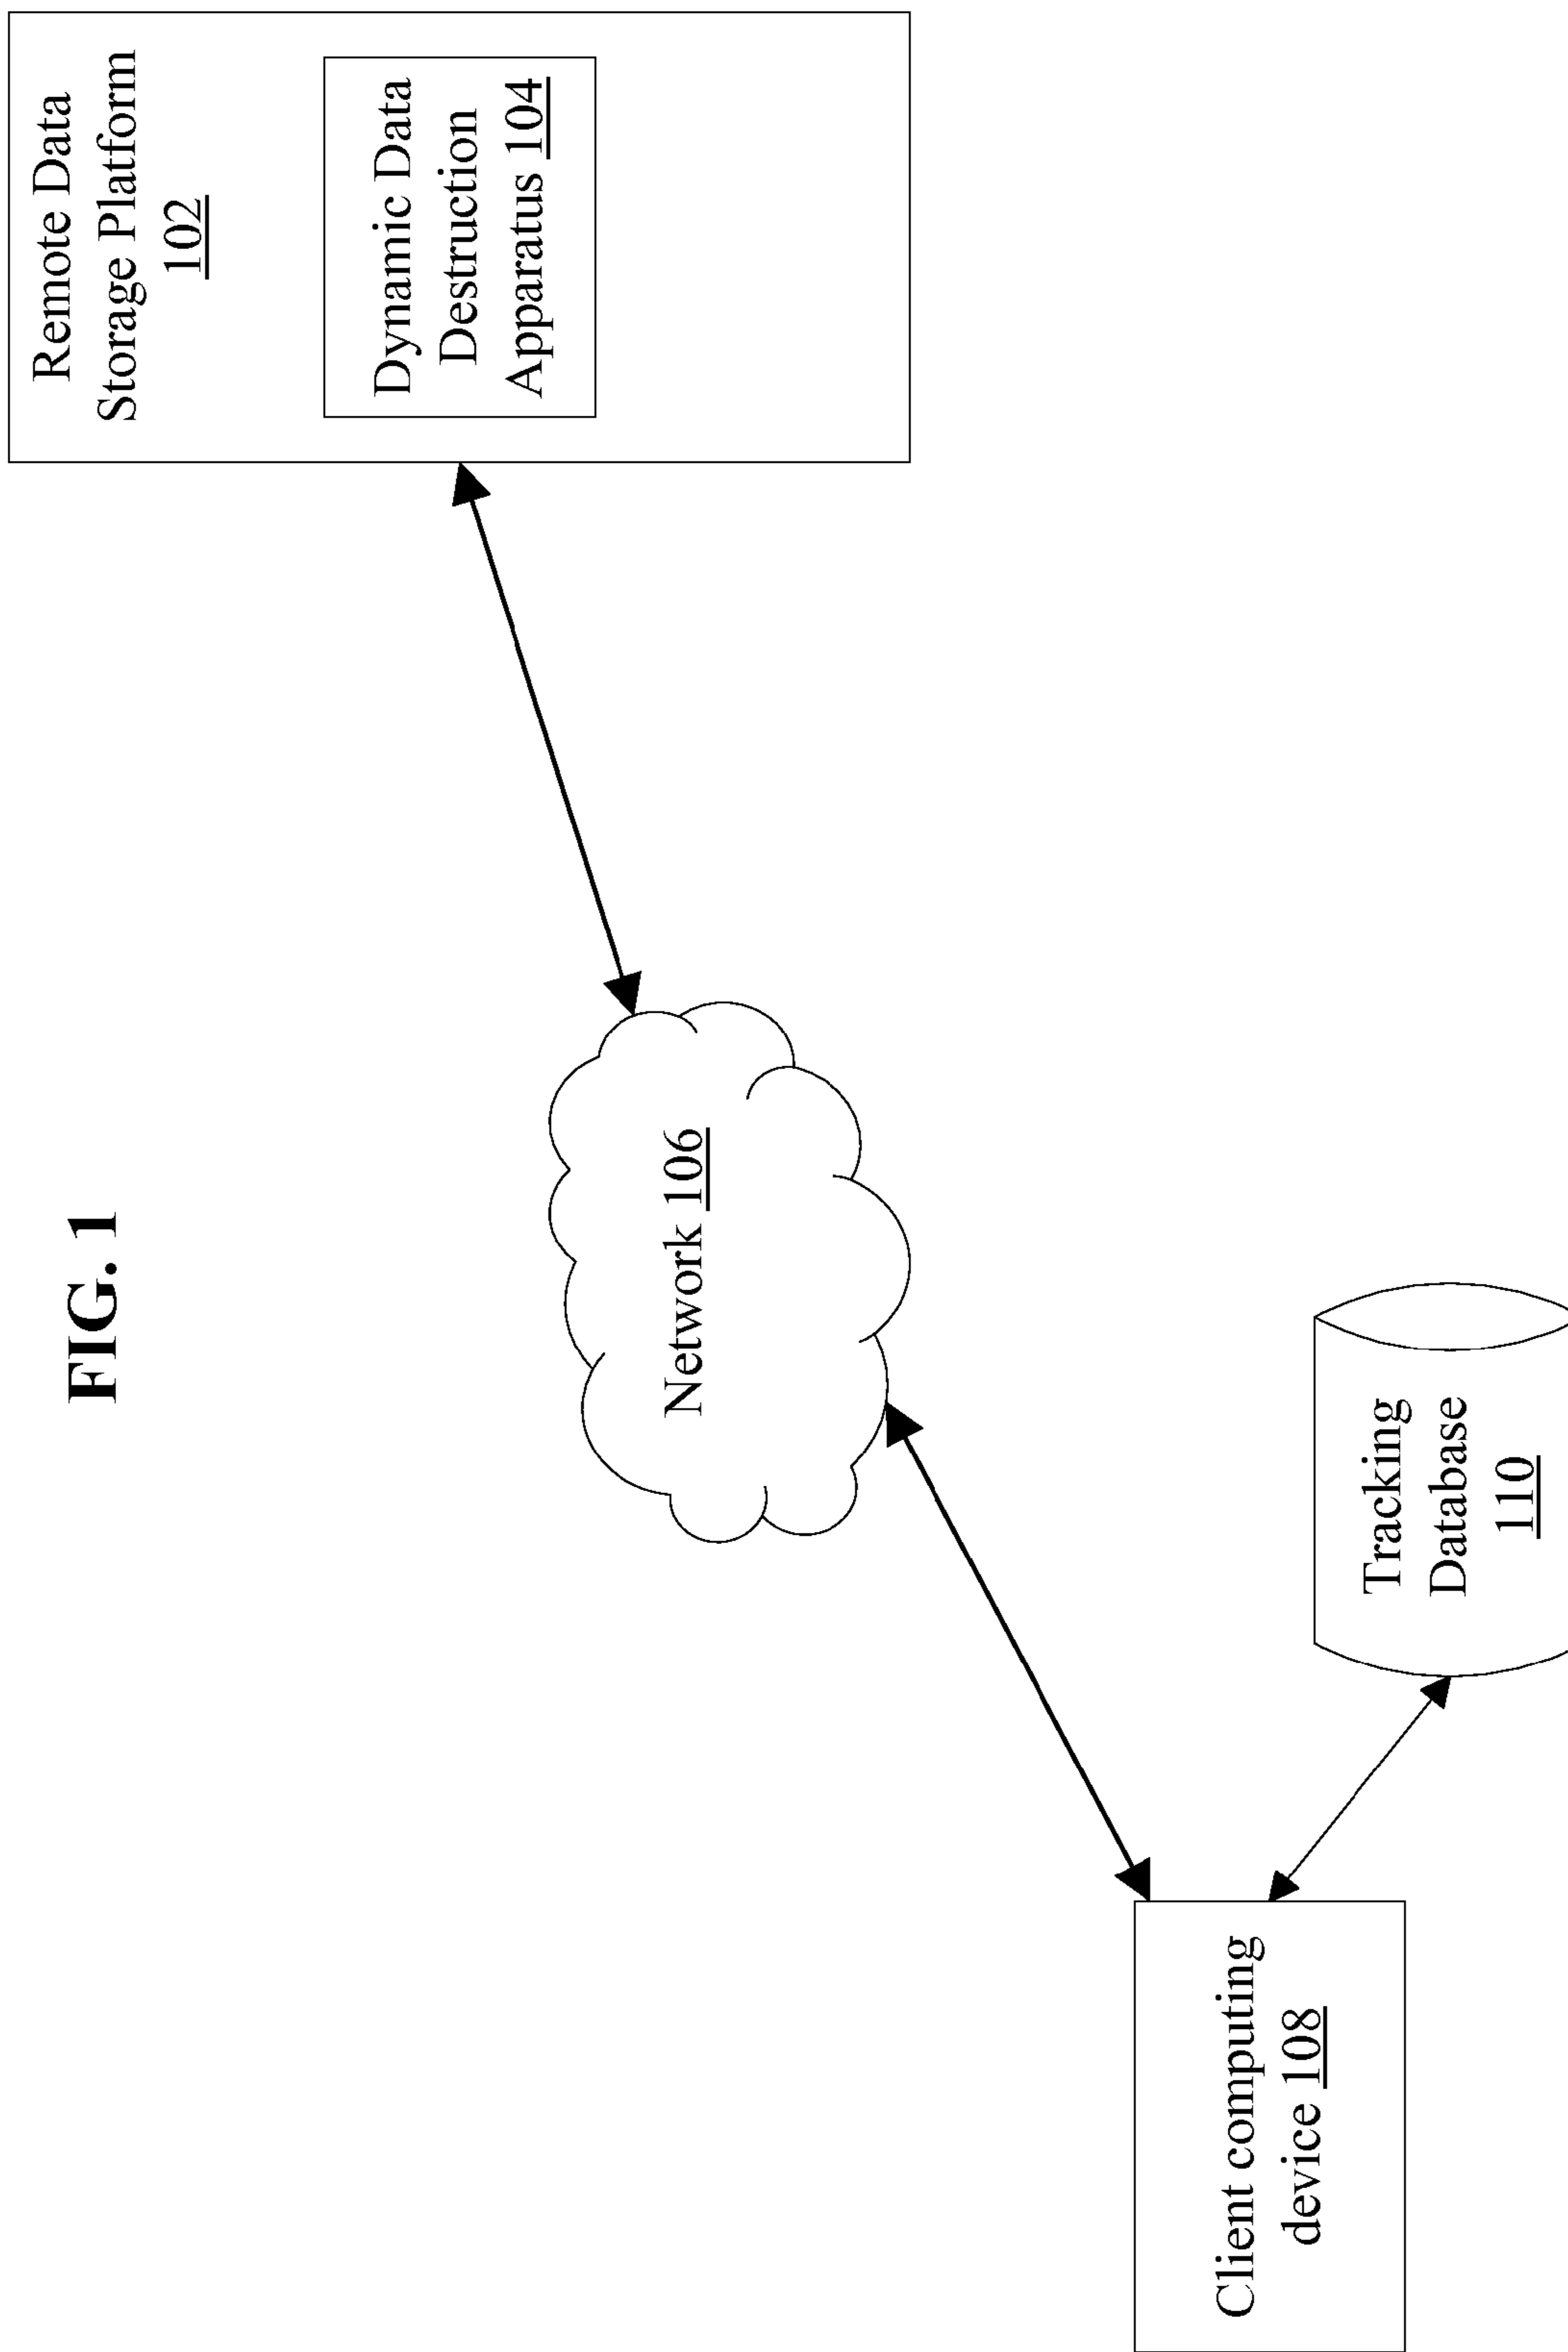 FIG. 1
Remote Data
Storage Platform
102
Dynamic Data
Destruction
Apparatus 104
Network 106
Client computing
device 108
Tracking
Database
110